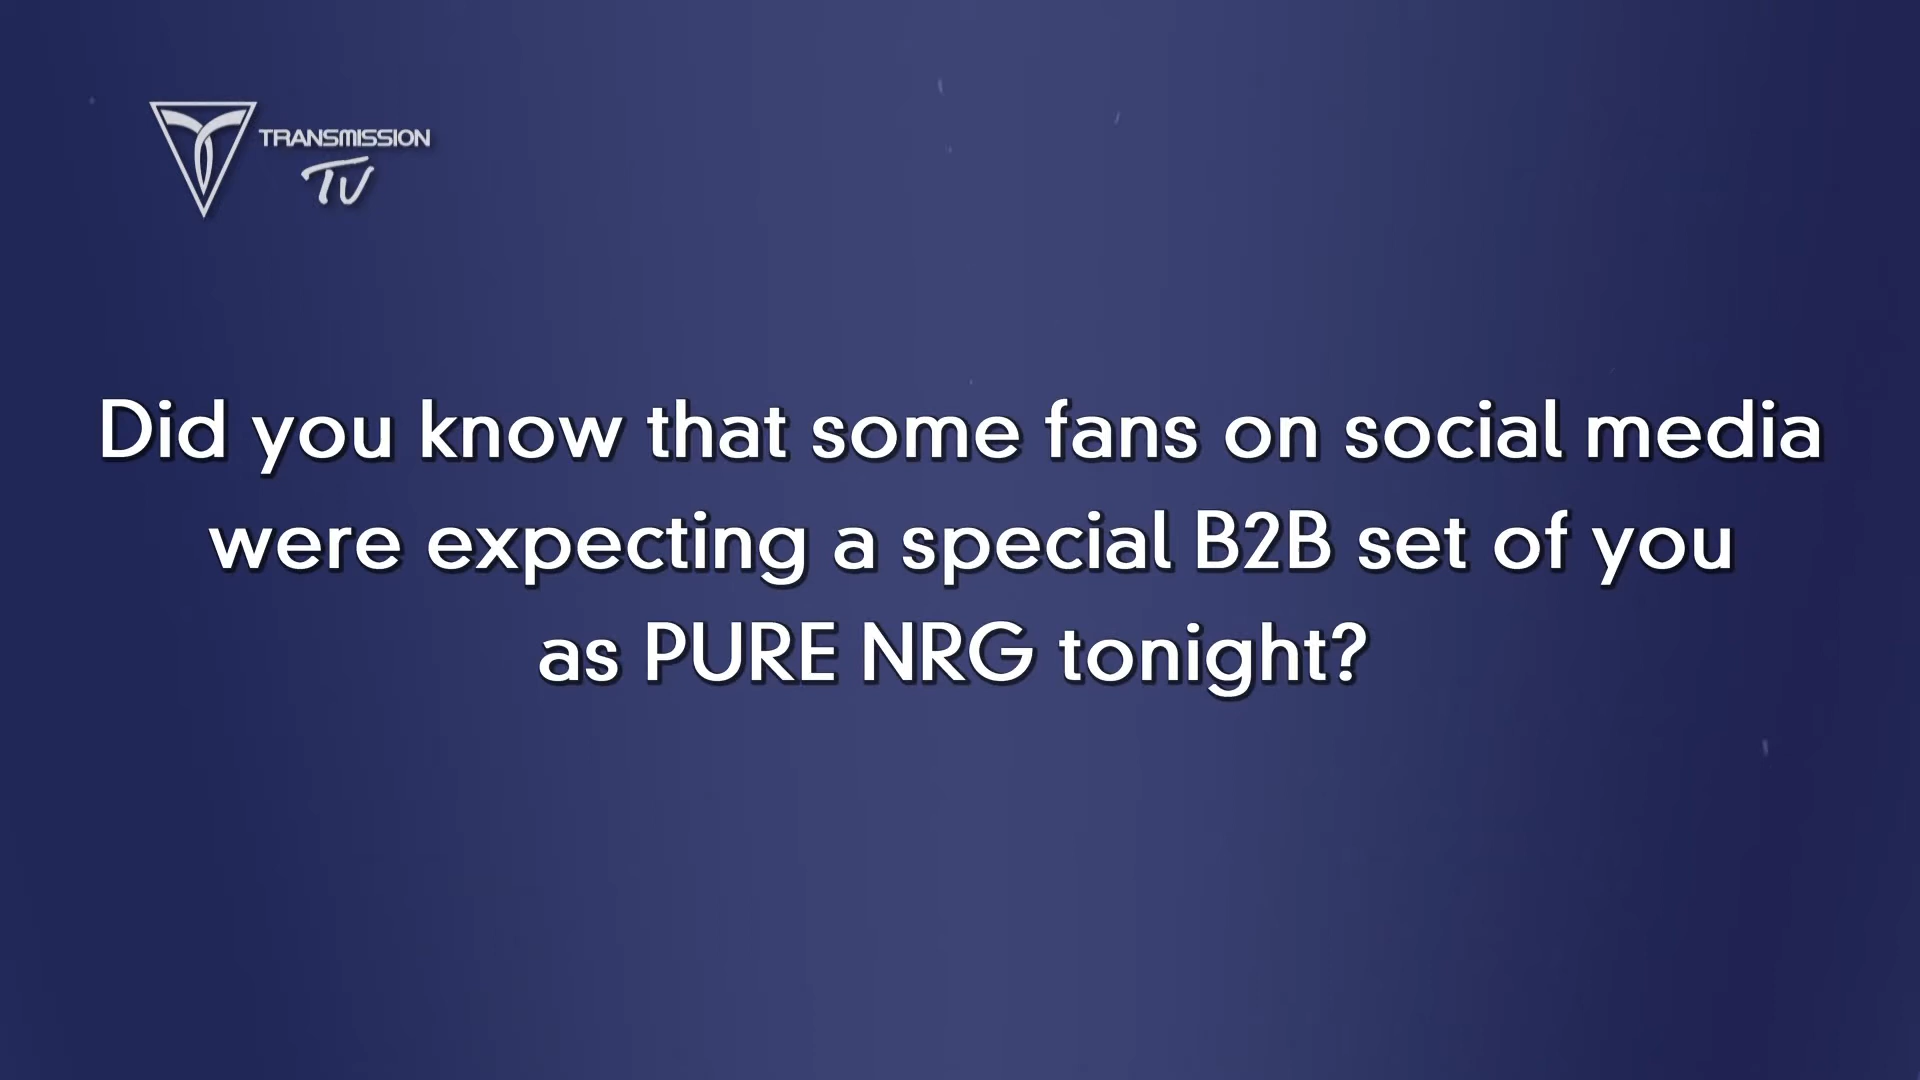 TRANSMISSION
TV
Did you know that some fans on social media
were expecting a special B2B set of you
as PURE NRG tonight?